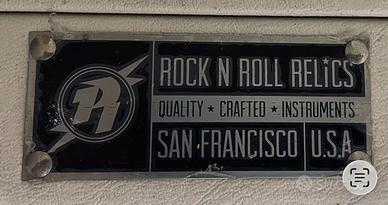 ROCK N ROLL RELICS
QUALITY ★ CRAFTED ★ INSTRUMENTS
SAN FRANCISCO U.S.A